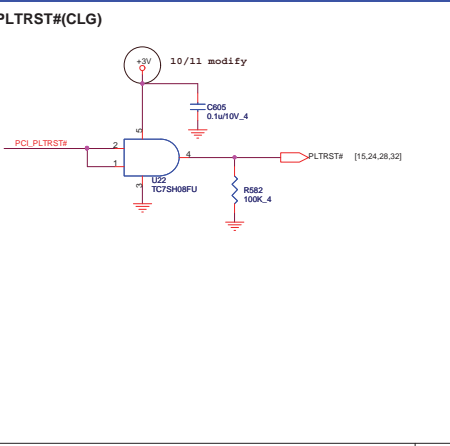 PLTRST#(CLG)
+3V
10/11 modify
C605
0.1u/10V_4
5
PCI_PLTRST#
2
1
4
PLTRST# [15,24,28,32]
3
U22
TC7SH08FU
R582
100K_4